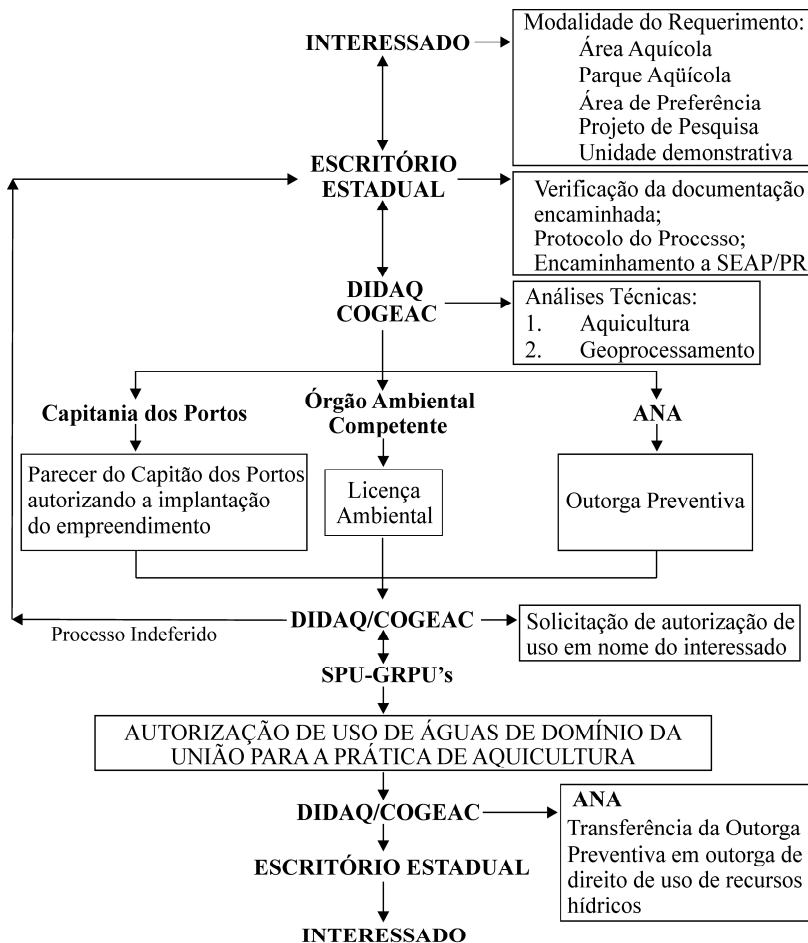 INTERESSADO
Modalidade do Requerimento:
Área Aquícola
Parque Aqüícola
Área de Preferência
Projeto de Pesquisa
Unidade demonstrativa
ESCRITÓRIO
ESTADUAL
Verificação da documentação
encaminhada;
Protocolo do Processo;
Encaminhamento a SEAP/PR
DIDAQ
COGEAC
Análises Técnicas:
1. Aquicultura
2. Geoprocessamento
Capitania dos Portos
Órgão Ambiental
Competente
ANA
Parecer do Capitão dos Portos
autorizando a implantação
do empreendimento
Licença
Ambiental
Outorga Preventiva
DIDAQ/COGEAC
Processo Indeferido
Solicitação de autorização de
uso em nome do interessado
SPU-GRPU's
AUTORIZAÇÃO DE USO DE ÁGUAS DE DOMÍNIO DA
UNIÃO PARA A PRÁTICA DE AQUICULTURA
DIDAQ/COGEAC
ANA
Transferência da Outorga
Preventiva em outorga de
direito de uso de recursos
hídricos
ESCRITÓRIO ESTADUAL
INTERESSADO